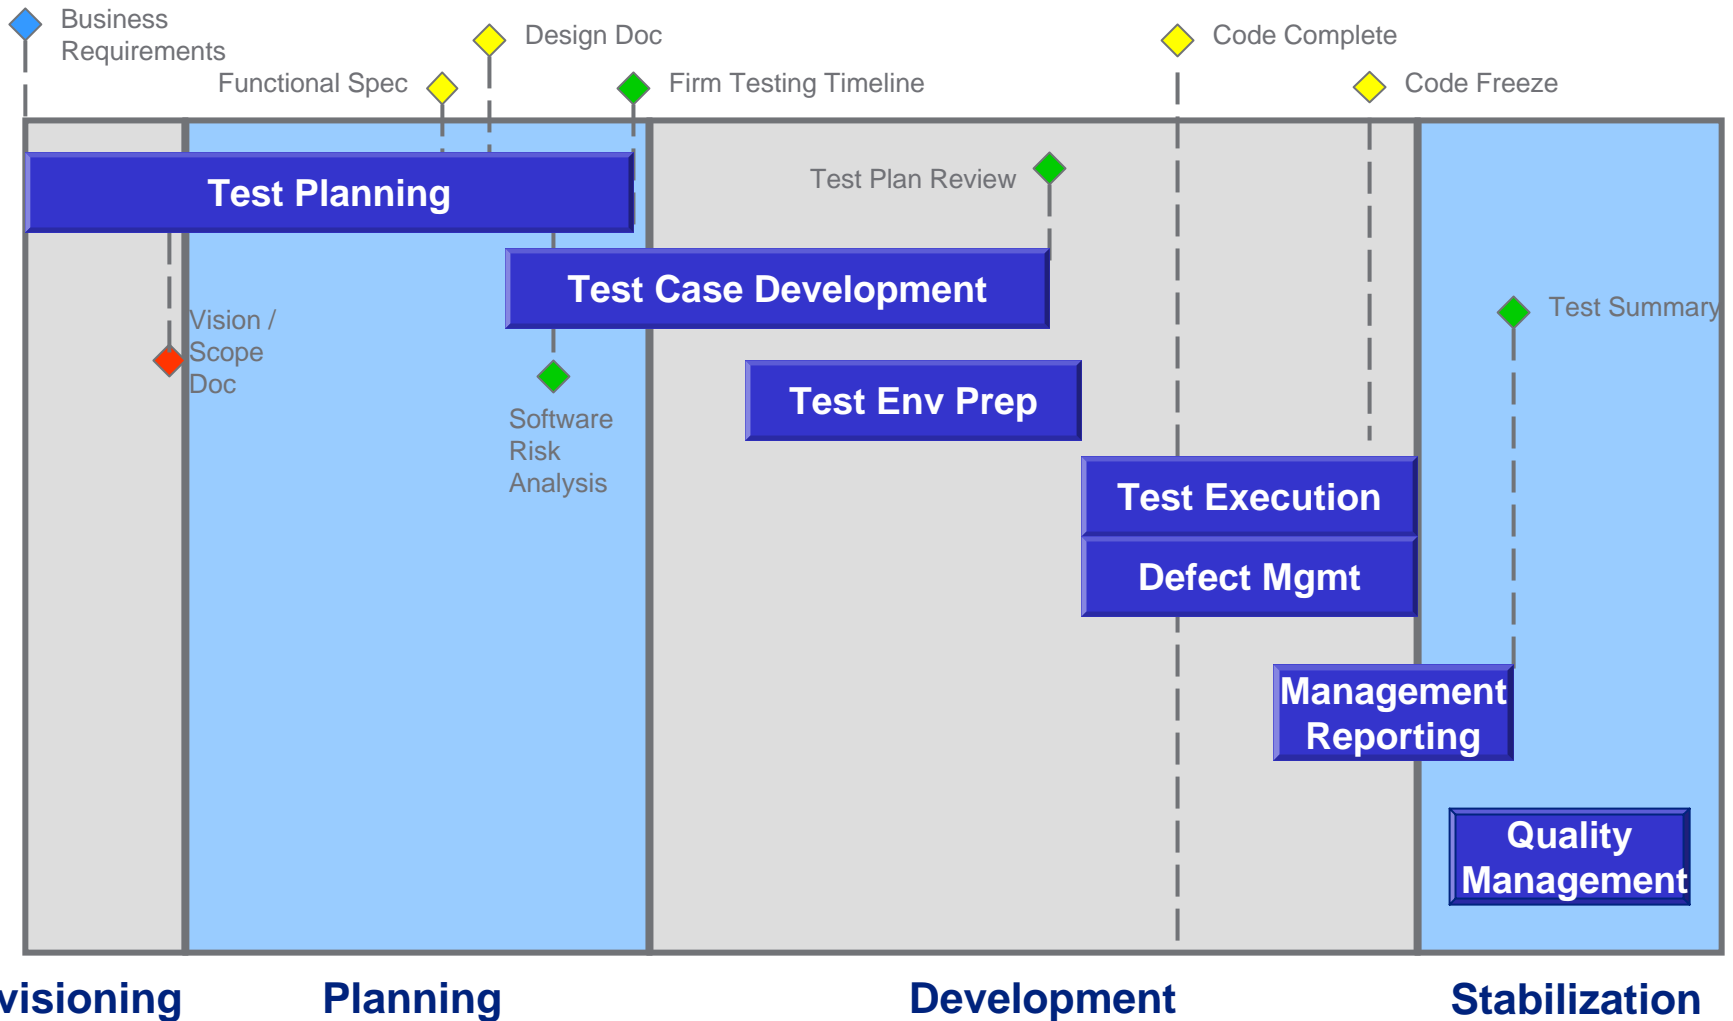 Business
Requirements
Design Doc
Code Complete
Functional Spec
Firm Testing Timeline
Code Freeze
Test Planning
Test Plan Review
Test Case Development
Vision /
Scope
Doc
Test Summary
Software
Risk
Analysis
Test Env Prep
Test Execution
Defect Mgmt
Management
Reporting
Quality
Management
visioning
Planning
Development
Stabilization